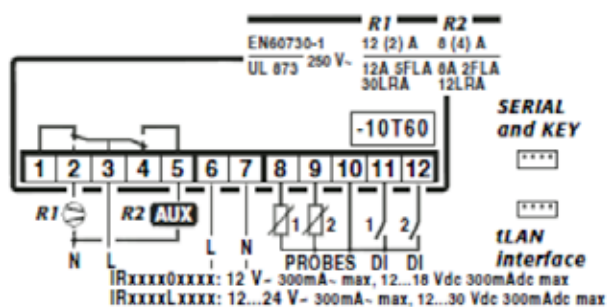 R1 R2
EN60730-1 12 (2) A 8 (4) A
UL 873 250 V~ 12A 5FLA 8A 2FLA
30LRA 12LRA
SERIAL
and KEY
-10T60
1 2 3 4 5 6 7 8 9 10 11 12
R1 R2 AUX 1 2 1 2
N L L N PROBES DI DI
tLAN
interface
IRxxxx0xxxx: 12 V~ 300mA~ max, 12...18 Vdc 300mAdc max
IRxxxxLxxxx: 12...24 V~ 300mA~ max, 12...30 Vdc 300mAdc max